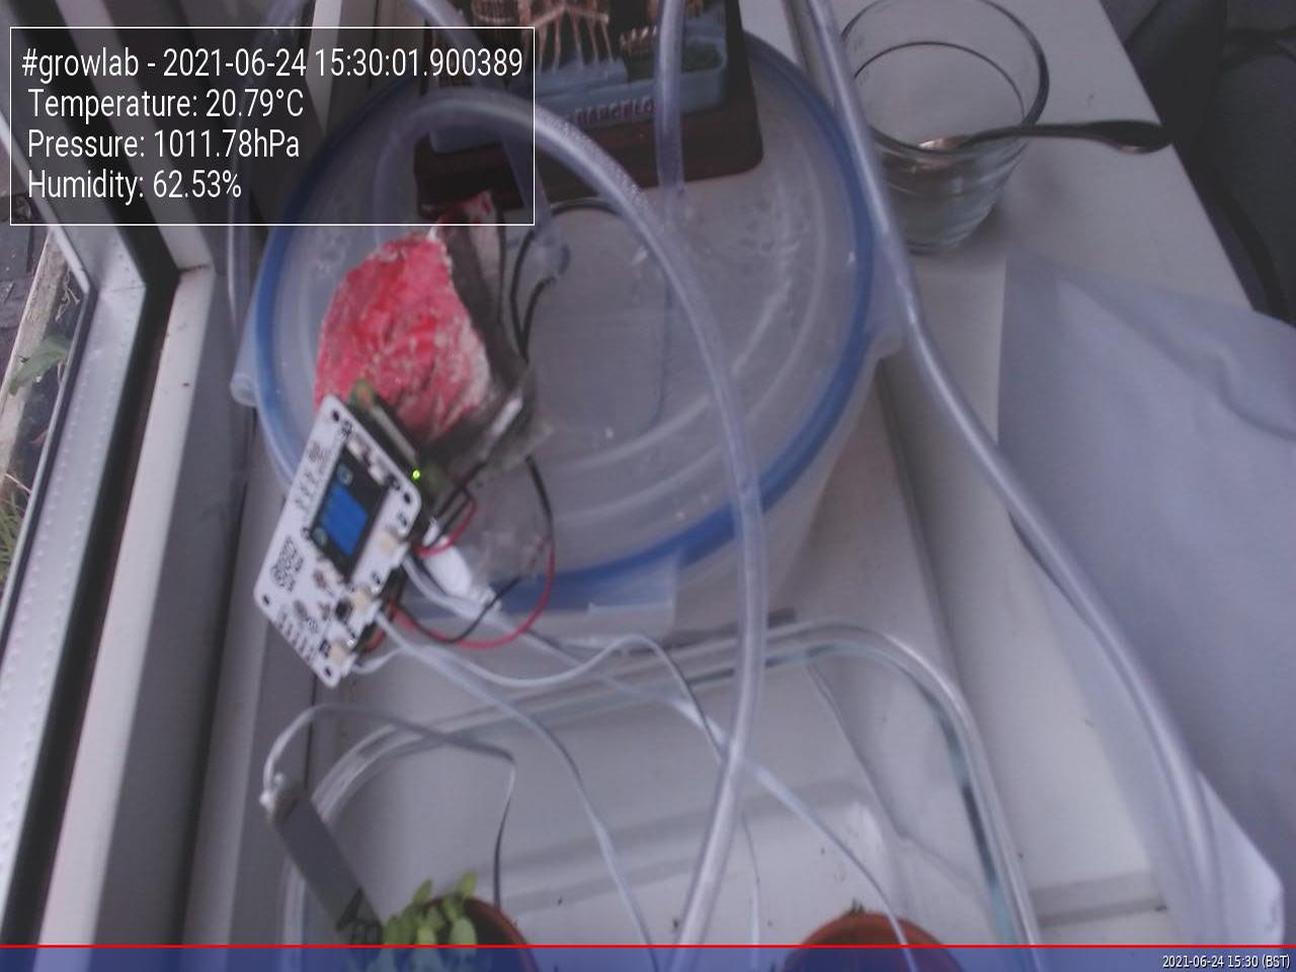 #growlab - 2021-06-24 15:30:01.900389
Temperature: 20.79°C
Pressure: 1011.78hPa
Humidity: 62.53%
2021-06-24 15:30 (BST)